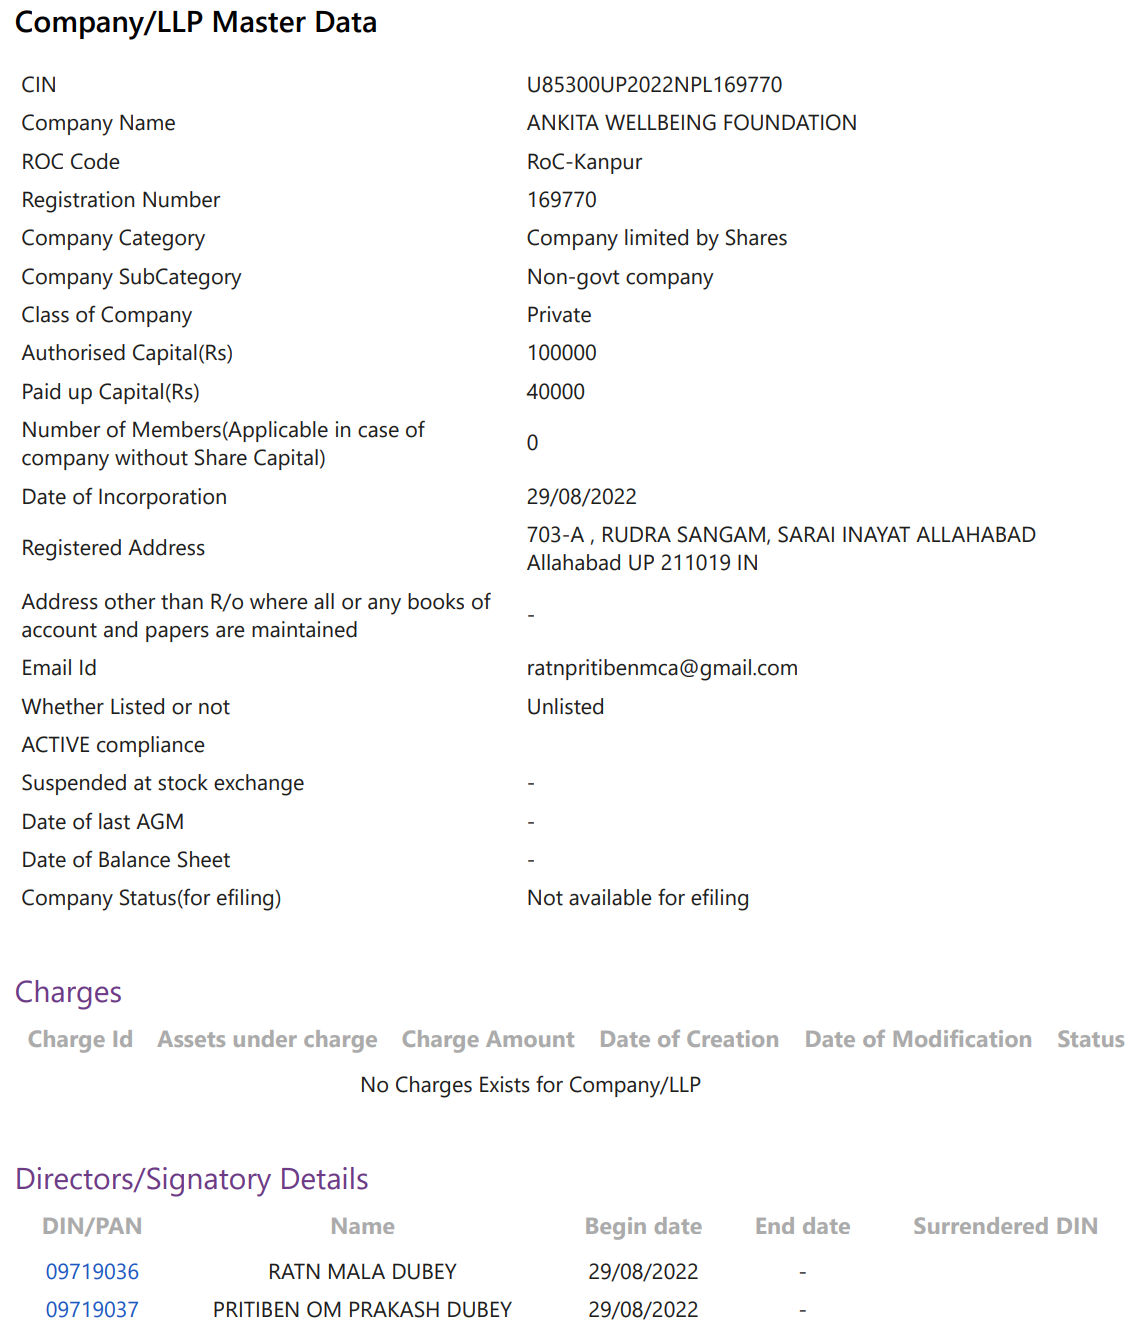 Company/LLP Master Data
CIN U85300UP2022NPL169770
Company Name ANKITA WELLBEING FOUNDATION
ROC Code RoC-Kanpur
Registration Number 169770
Company Category Company limited by Shares
Company SubCategory Non-govt company
Class of Company Private
Authorised Capital(Rs) 100000
Paid up Capital(Rs) 40000
Number of Members(Applicable in case of
company without Share Capital) 0
Date of Incorporation 29/08/2022
Registered Address 703-A , RUDRA SANGAM, SARAI INAYAT ALLAHABAD
Allahabad UP 211019 IN
Address other than R/o where all or any books of
account and papers are maintained -
Email Id ratnpritibenmca@gmail.com
Whether Listed or not Unlisted
ACTIVE compliance
Suspended at stock exchange -
Date of last AGM -
Date of Balance Sheet -
Company Status(for efiling) Not available for efiling
Charges
Charge Id Assets under charge Charge Amount Date of Creation Date of Modification Status
No Charges Exists for Company/LLP
Directors/Signatory Details
DIN/PAN Name Begin date End date Surrendered DIN
09719036 RATN MALA DUBEY 29/08/2022 -
09719037 PRITIBEN OM PRAKASH DUBEY 29/08/2022 -